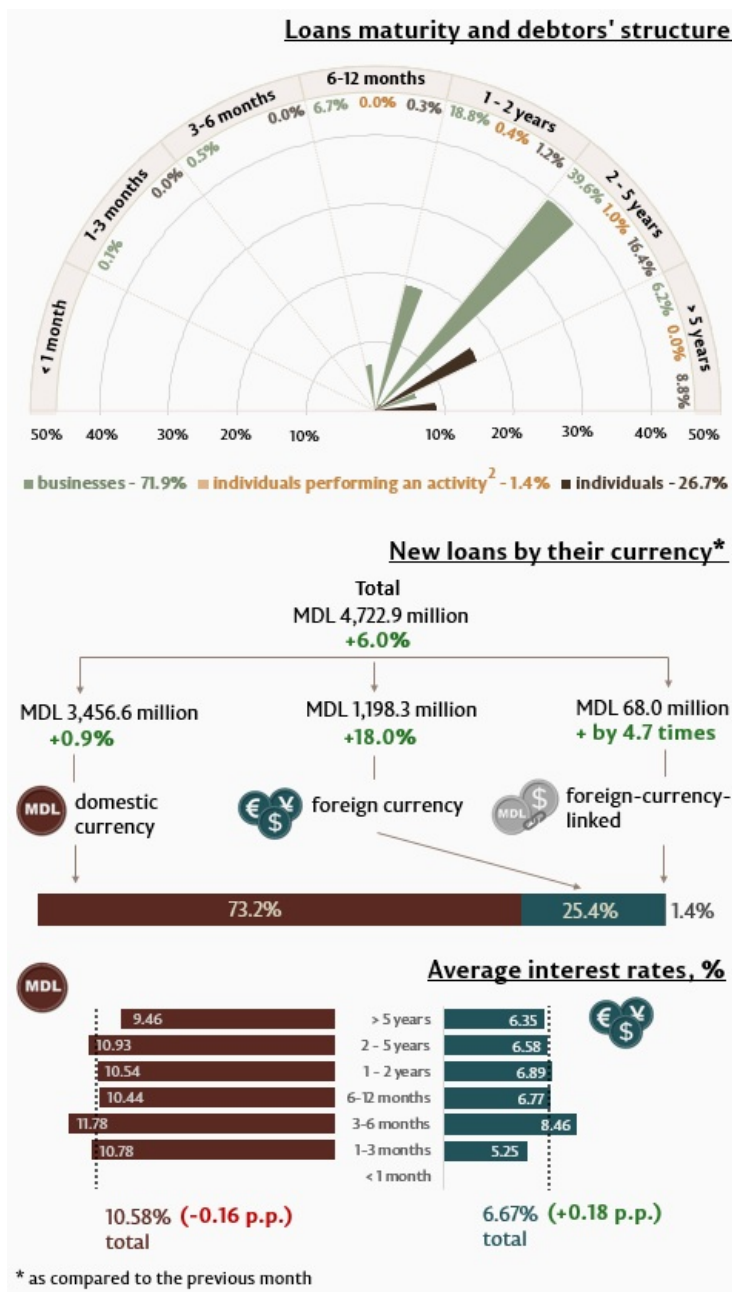 Loans maturity and debtors' structure
< 1 month
1-3 months
3-6 months
6-12 months
1 - 2 years
2 - 5 years
> 5 years
0.1%
0.0%
0.5%
0.0%
6.7%
0.0%
0.3%
18.8%
0.4%
1.2%
39.6%
1.0%
16.4%
6.2%
0.0%
8.8%
50% 40% 30% 20% 10% 10% 20% 30% 40% 50%
businesses - 71.9% individuals performing an activity2 - 1.4% individuals - 26.7%
New loans by their currency*
Total
MDL 4,722.9 million
+6.0%
MDL 3,456.6 million
+0.9%
MDL 1,198.3 million
+18.0%
MDL 68.0 million
+ by 4.7 times
MDL
domestic
currency
€ ¥
$
foreign currency
MDL $
foreign-currency-
linked
73.2% 25.4% 1.4%
Average interest rates, %
MDL
€ ¥
$
9.46 > 5 years 6.35
10.93 2 - 5 years 6.58
10.54 1 - 2 years 6.89
10.44 6-12 months 6.77
11.78 3-6 months 8.46
10.78 1-3 months 5.25
< 1 month
10.58% (-0.16 p.p.)
total
6.67% (+0.18 p.p.)
total
* as compared to the previous month